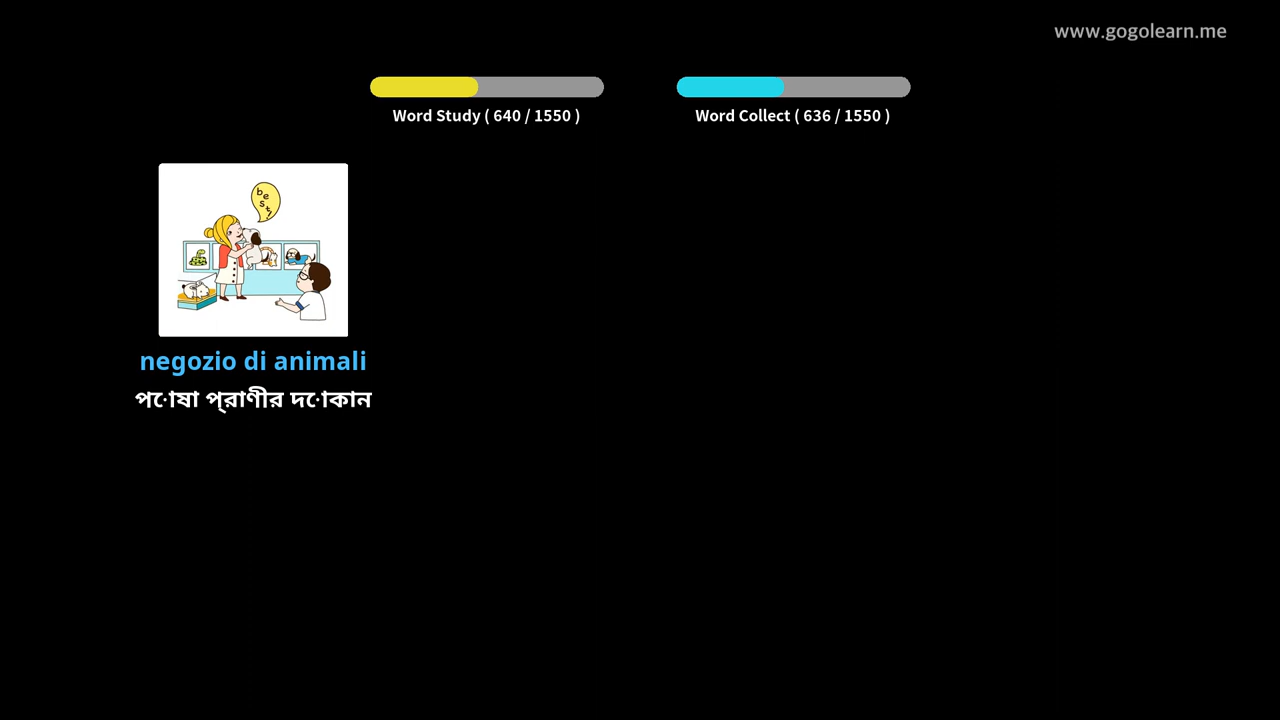 www.gogolearn.me
Word Study ( 640 / 1550 )
Word Collect ( 636 / 1550 )
best
negozio di animali
পোষা প্রাণীর দোকান